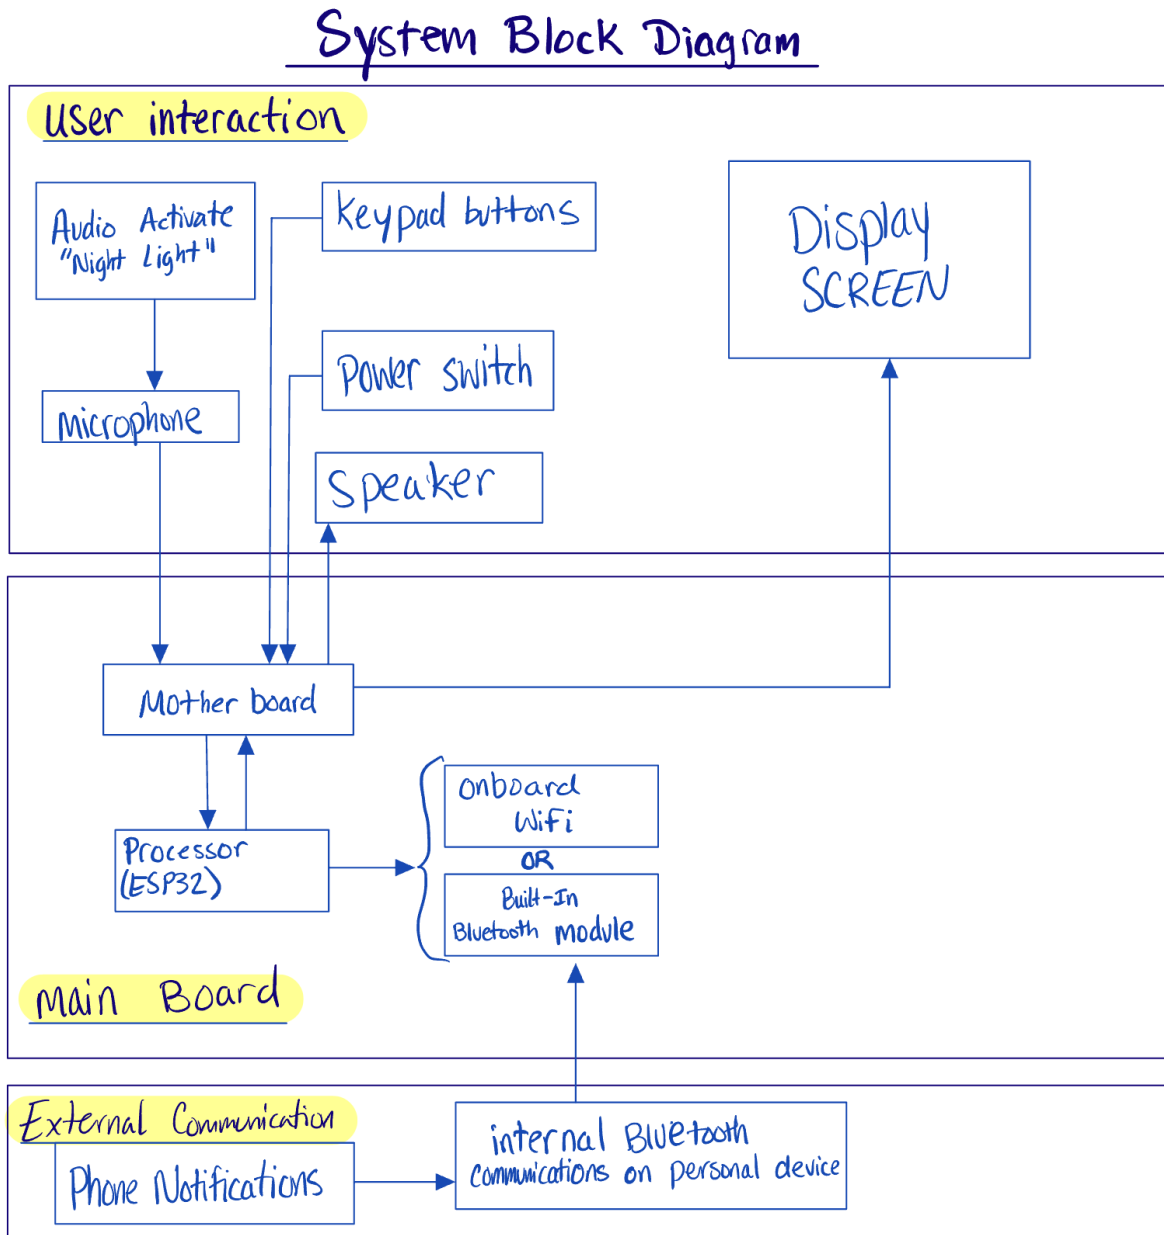 System Block Diagram
User interaction
Audio Activate
"Night Light"
Keypad buttons
Display
SCREEN
Power switch
microphone
Speaker
Mother board
onboard
WiFi
OR
Processor
(ESP32)
Built-In
Bluetooth module
Main Board
External Communication
Phone Notifications
internal Bluetooth
Communications on personal device